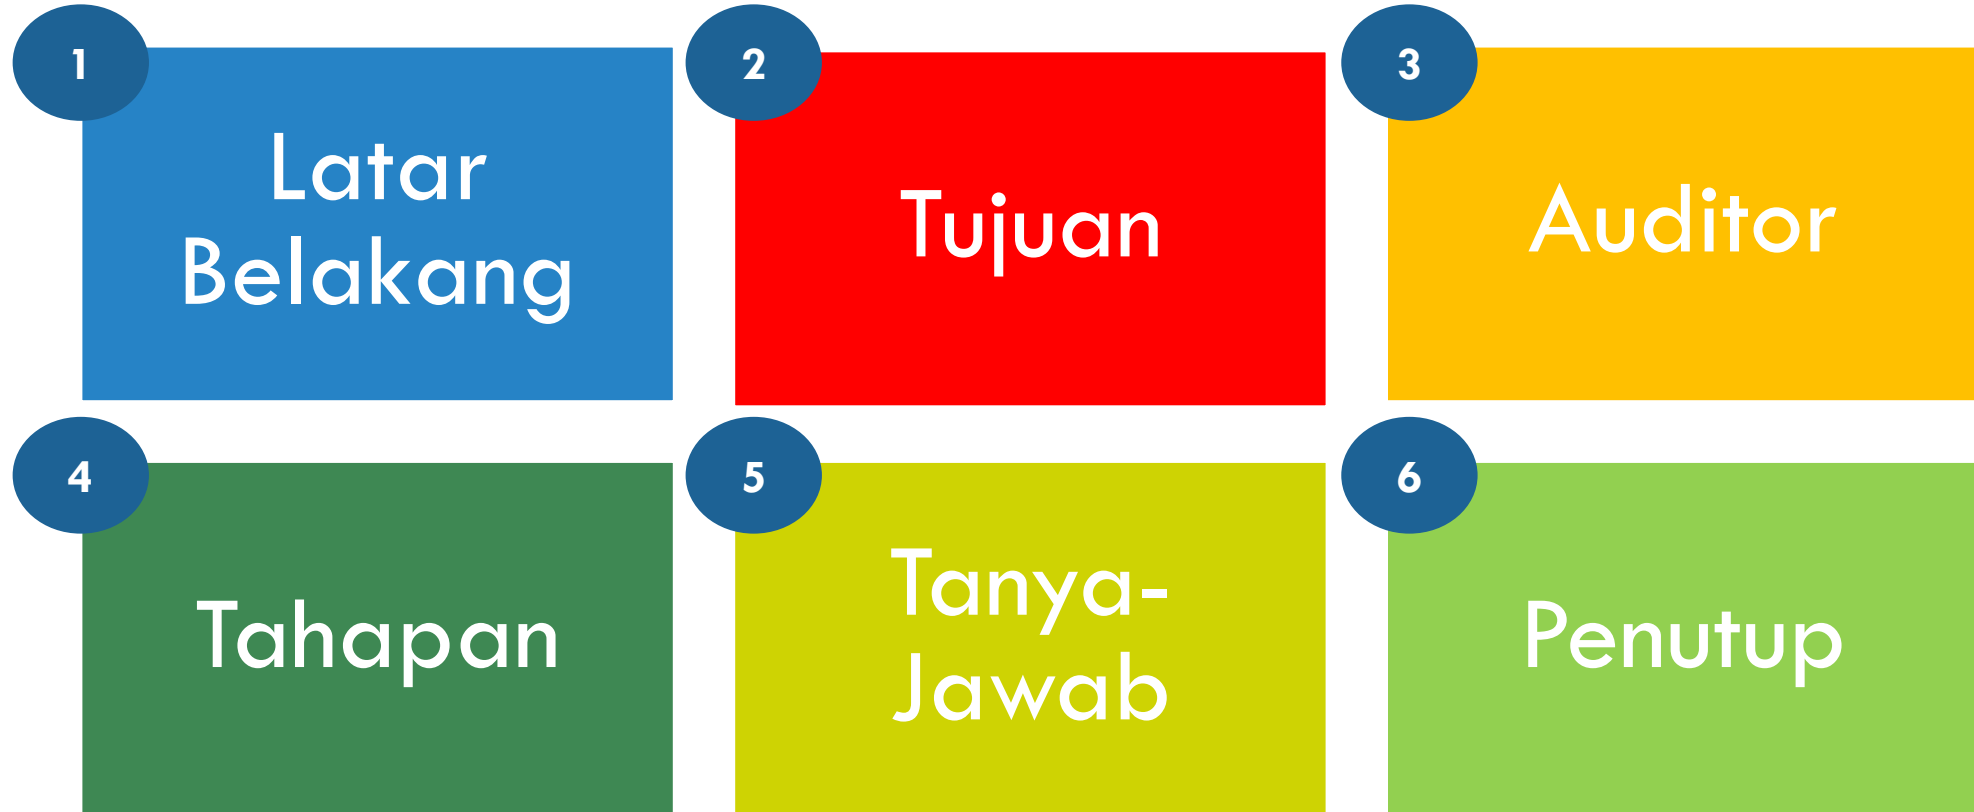 1
Latar
Belakang
2
Tujuan
3
Auditor
4
Tahapan
5
Tanya-
Jawab
6
Penutup